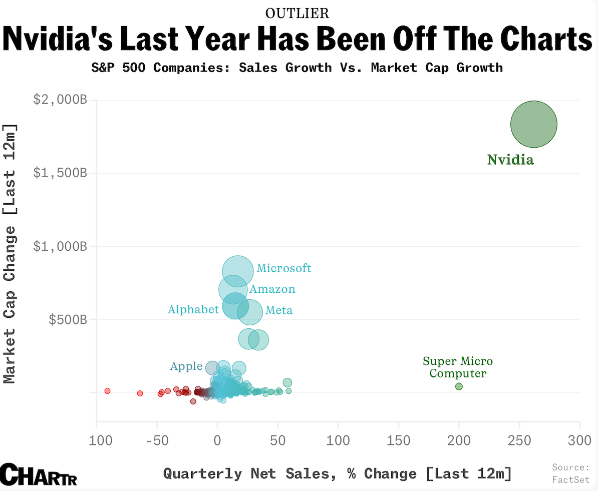 OUTLIER
Nvidia's Last Year Has Been Off The Charts
S&P 500 Companies: Sales Growth Vs. Market Cap Growth
Market Cap Change [Last 12m]
$2,000B
$1,500B
$1,000B
$500B
Nvidia
Microsoft
Amazon
Alphabet
Meta
Apple
Super Micro
Computer
100
-50
0
50
100
150
200
250
300
Quarterly Net Sales, % Change [Last 12m]
CHARTR
Source:
FactSet